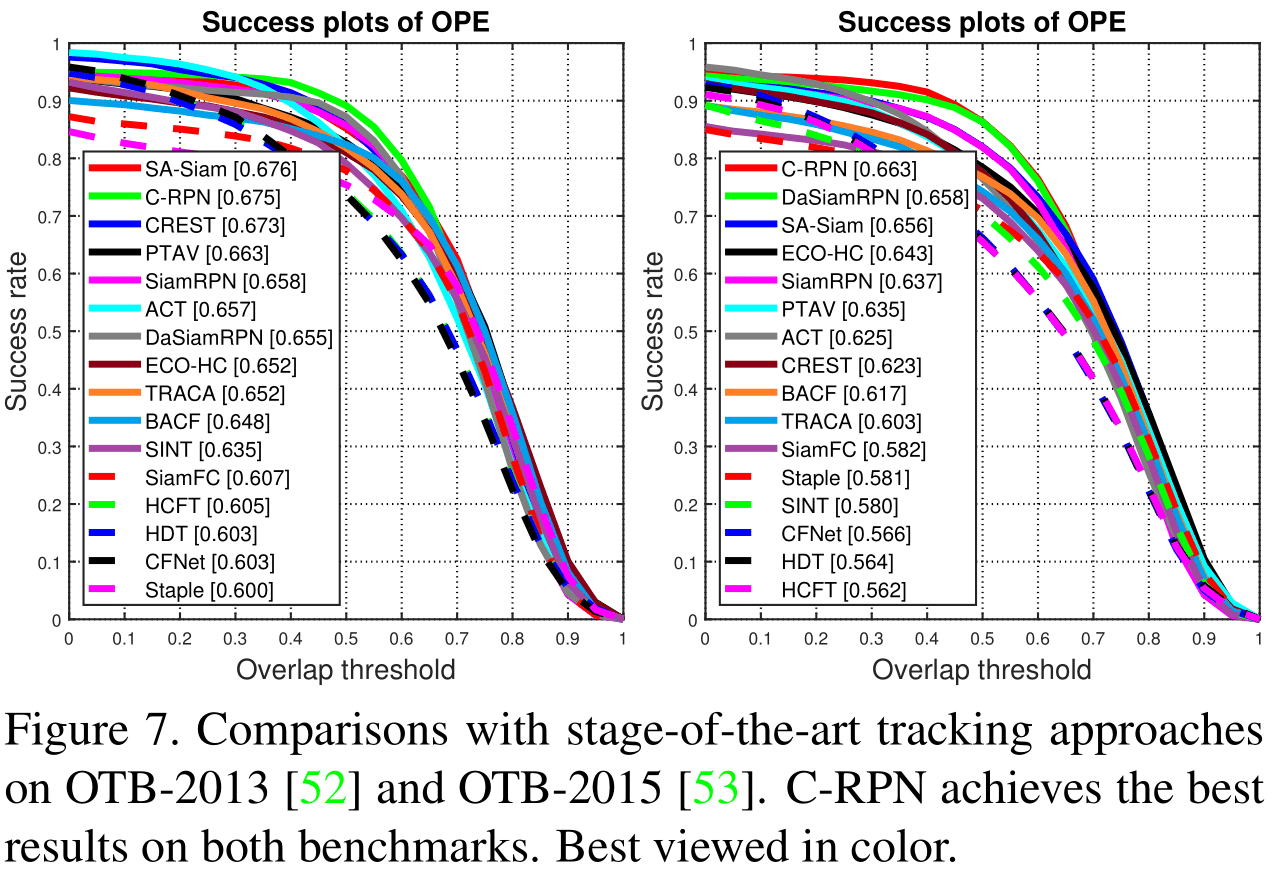 Success plots of OPE
1
0.9
0.8
0.7
0.6
0.5
0.4
0.3
0.2
0.1
0
Success rate
SA-Siam [0.676]
C-RPN [0.675]
CREST [0.673]
PTAV [0.663]
SiamRPN [0.658]
ACT [0.657]
DaSiamRPN [0.655]
ECO-HC [0.652]
TRACA [0.652]
BACF [0.648]
SINT [0.635]
SiamFC [0.607]
HCFT [0.605]
HDT [0.603]
CFNet [0.603]
Staple [0.600]
0 0.1 0.2 0.3 0.4 0.5 0.6 0.7 0.8 0.9 1
Overlap threshold
Success plots of OPE
1
0.9
0.8
0.7
0.6
0.5
0.4
0.3
0.2
0.1
0
Success rate
C-RPN [0.663]
DaSiamRPN [0.658]
SA-Siam [0.656]
ECO-HC [0.643]
SiamRPN [0.637]
PTAV [0.635]
ACT [0.625]
CREST [0.623]
BACF [0.617]
TRACA [0.603]
SiamFC [0.582]
Staple [0.581]
SINT [0.580]
CFNet [0.566]
HDT [0.564]
HCFT [0.562]
0 0.1 0.2 0.3 0.4 0.5 0.6 0.7 0.8 0.9 1
Overlap threshold
Figure 7. Comparisons with stage-of-the-art tracking approaches
on OTB-2013 [52] and OTB-2015 [53]. C-RPN achieves the best
results on both benchmarks. Best viewed in color.